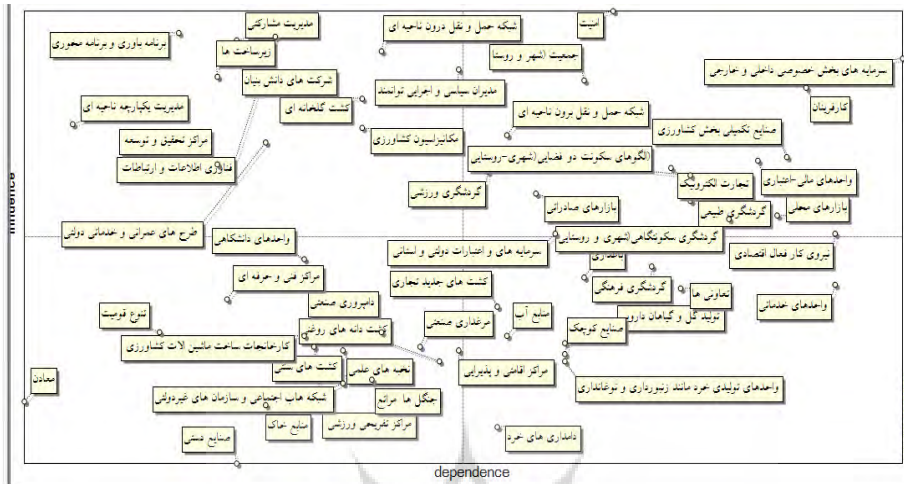 مدیریت مشارکتی
شبکه حمل و نقل درون ناحیه ای
امنیت
برنامه باوری و برنامه محوری
زیرساخت ها
جمعیت (شهر و روستا
سرمایه های بخش خصوصی داخلی و خارجی
شرکت های دانش بنیان
مدیران سیاسی و اجرایی توانمند
کارآفرینان
مدیریت یکپارچه ناحیه ای
کشت گلخانه ای
شبکه حمل و نقل برون ناحیه ای
صنایع تکمیلی بخش کشاورزی
مراکز تحقیق و توسعه
مکانیزاسیون کشاورزی
(الگوهای سکونت دو فضایی(شهری-روستایی
فناوری اطلاعات و ارتباطات
تجارت الکترونیک
واحدهای مالی-اعتباری
گردشگری ورزشی
بازارهای صادراتی
گردشگری طبیعی
بازارهای محلی
influence
طرح های عمرانی و خدماتی دولتی
واحدهای دانشگاهی
سرمایه های و اعتبارات دولتی و استانی
گردشگری سکونتگاهی(شهری و روستایی
نیروی کار فعال اقتصادی
مراکز فنی و حرفه ای
کشت های جدید تجاری
گردشگری فرهنگی
تعاونی ها
واحدهای خدماتی
دامپروری صنعتی
تنوع قومیت
کشت دانه های روغنی
مرغداری صنعتی
منابع آب
تولید گل و گیاهان دارویی
صنایع کوچک
کارخانجات ساخت ماشین الات کشاورزی
کشت های سنتی
نخبه های علمی
مراکز اقامتی و پذیرایی
معادن
واحدهای تولیدی خرد مانند زنبورداری و نوغانداری
شبکه هاب اجتماعی و سازمان های غیردولتی
جنگل ها مراتع
منابع خاک
مراکز تفریحی ورزشی
صنایع دستی
دامداری های خرد
dependence